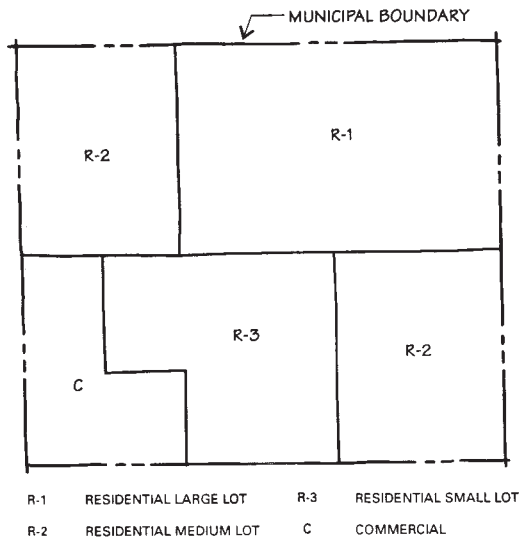 MUNICIPAL BOUNDARY
R-2
R-1
R-3
R-2
C
R-1 RESIDENTIAL LARGE LOT R-3 RESIDENTIAL SMALL LOT
R-2 RESIDENTIAL MEDIUM LOT C COMMERCIAL